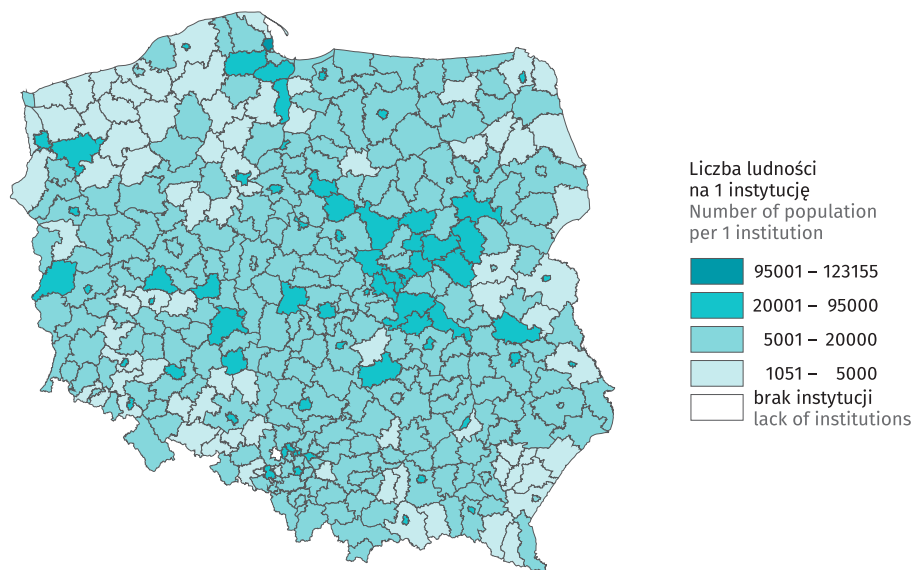 Liczba ludności
na 1 instytucję
Number of population
per 1 institution
95001 – 123155
20001 – 95000
5001 – 20000
1051 – 5000
brak instytucji
lack of institutions